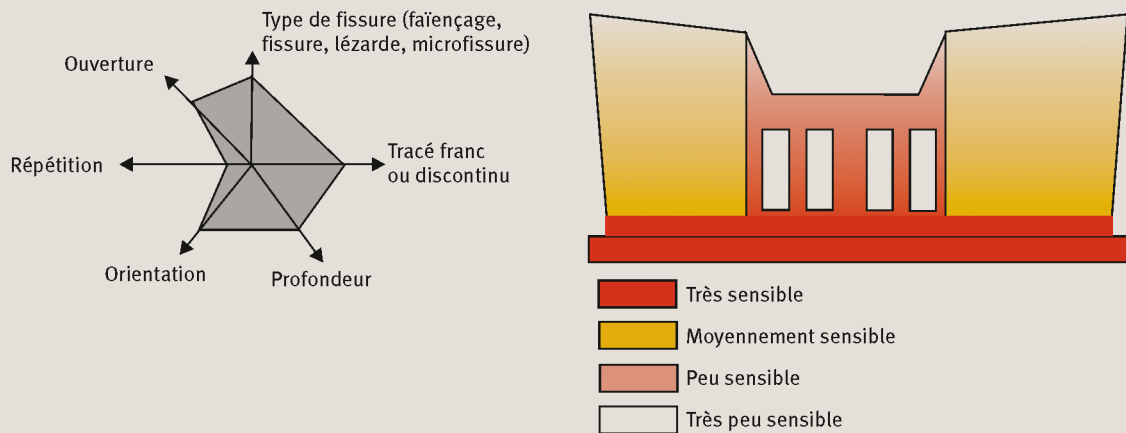 Type de fissure (faïençage,
fissure, lézarde, microfissure)
Ouverture
Répétition
Tracé franc
ou discontinu
Orientation
Profondeur
Très sensible
Moyennement sensible
Peu sensible
Très peu sensible